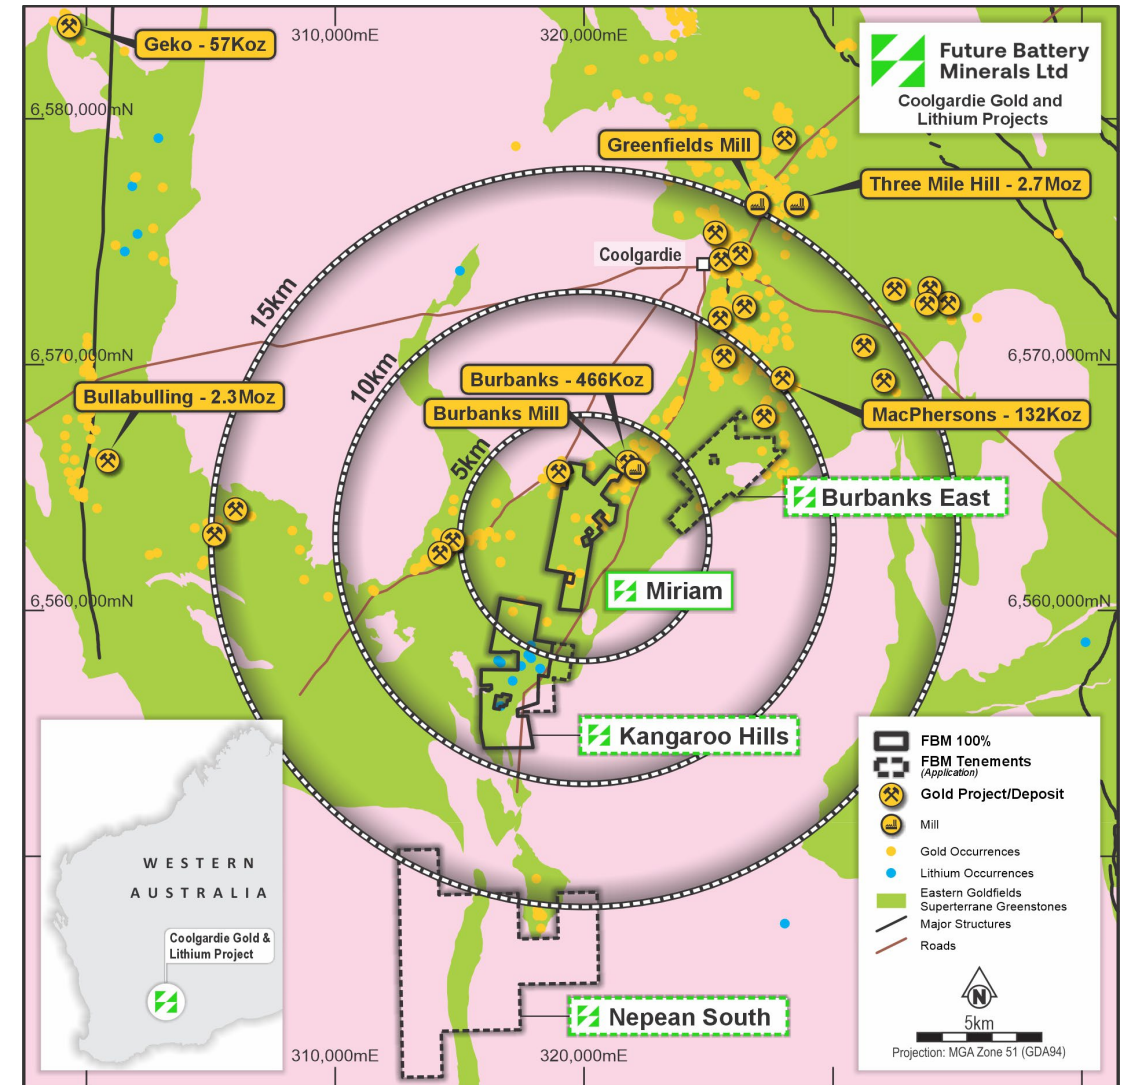 310,000mE
320,000mE
Geko - 57Koz
Future Battery
Minerals Ltd
Coolgardie Gold and
Lithium Projects
6,580,000mN
Greenfields Mill
Three Mile Hill - 2.7Moz
Coolgardie
15km
10km
5km
6,570,000mN
6,570,000mN
Bullabulling - 2.3Moz
Burbanks - 466Koz
Burbanks Mill
MacPhersons - 132Koz
Burbanks East
Miriam
6,560,000mN
6,560,000mN
Kangaroo Hills
Nepean South
WESTERN
AUSTRALIA
Coolgardie Gold &
Lithium Project
FBM 100%
FBM Tenements
(Application)
Gold Project/Deposit
Mill
Gold Occurrences
Lithium Occurrences
Eastern Goldfields
Superterrane Greenstones
Major Structures
Roads
N
5km
Projection: MGA Zone 51 (GDA94)
310,000mE
320,000mE